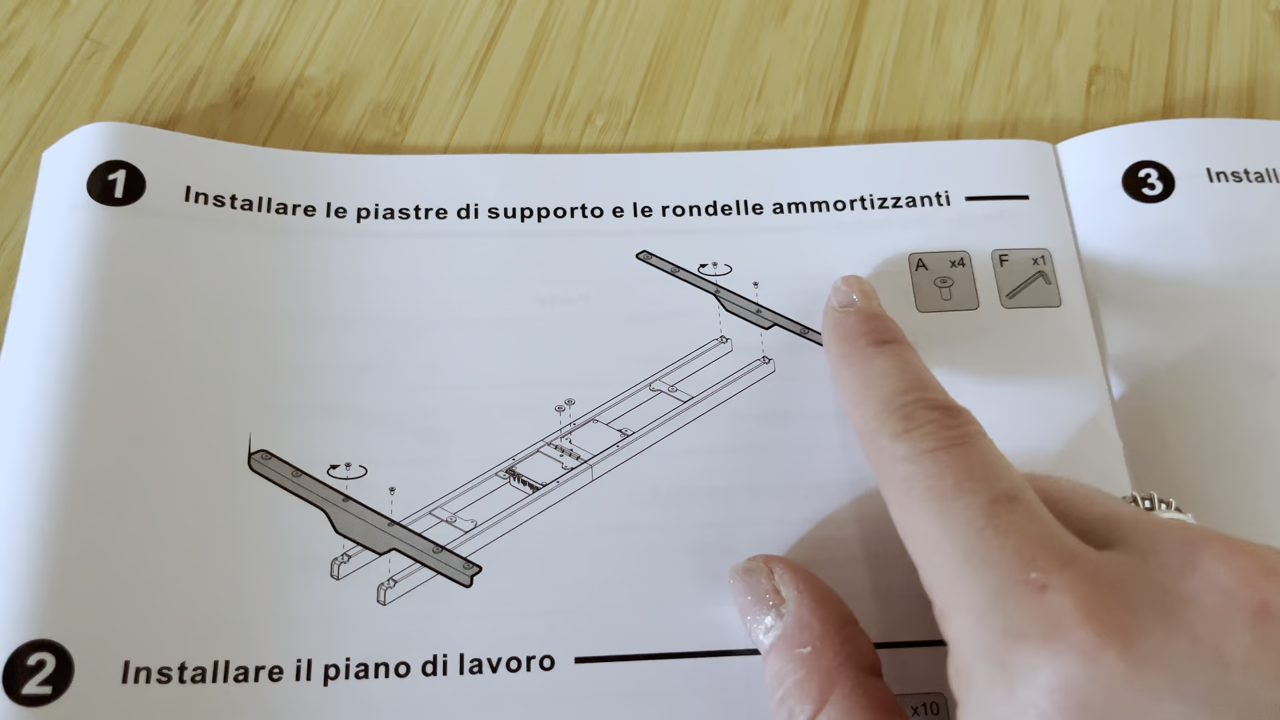 1 Installare le piastre di supporto e le rondelle ammortizzanti
A x4
F x1
2 Installare il piano di lavoro
x10
3